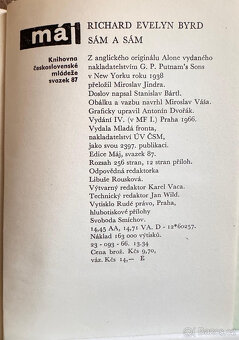 máj
Knihovna
československé
mládeže
svazek 87
RICHARD EVELYN BYRD
SÁM A SÁM
Z anglického originálu Alone vydaného
nakladatelstvím G. P. Putnam's Sons
v New Yorku roku 1938
přeložil Miroslav Jindra.
Doslov napsal Stanislav Bártl.
Obálku a vazbu navrhl Miroslav Váša.
Graficky upravil Antonín Dvořák.
Vydání IV. (v MF I.) Praha 1966.
Vydala Mladá fronta,
nakladatelství ÚV ČSM,
jako svou 2397. publikaci.
Edice Máj, svazek 87.
Rozsah 256 stran, 12 stran příloh.
Odpovědná redaktorka
Libuše Rousková.
Výtvarný redaktor Karel Vaca.
Technický redaktor Jan Wild.
Vytisklo Rudé právo, Praha,
hlubotiskové přílohy
Svoboda Smíchov.
14,45 AA, 14,71 VA. D - 12*60257.
Náklad 163 000 výtisků.
23 - 093 - 66. 13.34
Cena brož. Kčs 9,70,
váz. Kčs 14,— E